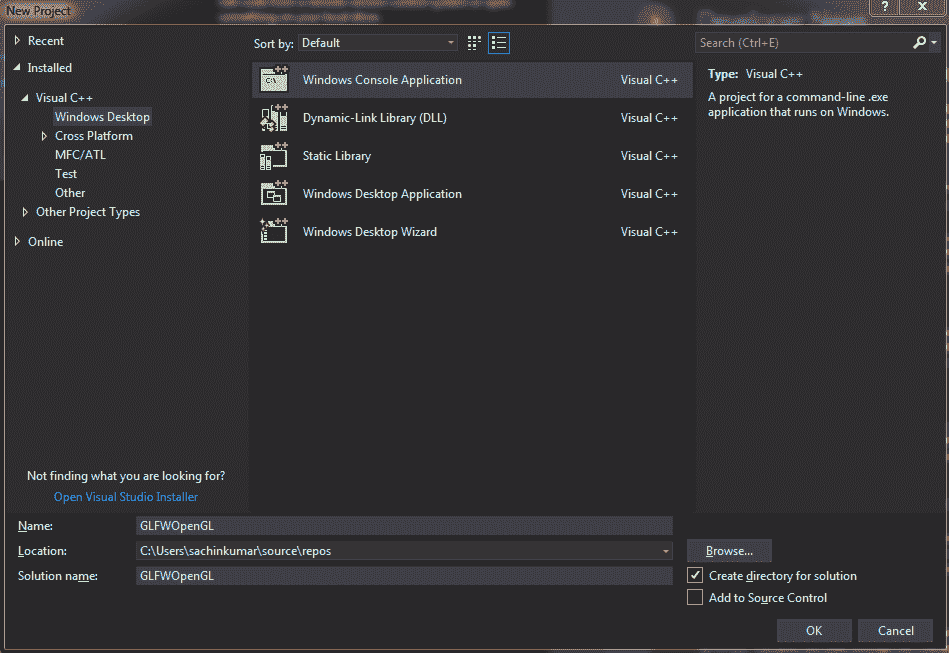 New Project
?
X
Recent
Installed
Visual C++
Windows Desktop
Cross Platform
MFC/ATL
Test
Other
Other Project Types
Online
Not finding what you are looking for?
Open Visual Studio Installer
Sort by: Default
Windows Console Application Visual C++
Dynamic-Link Library (DLL) Visual C++
Static Library Visual C++
Windows Desktop Application Visual C++
Windows Desktop Wizard Visual C++
Search (Ctrl+E)
Type: Visual C++
A project for a command-line .exe
application that runs on Windows.
Name: GLFWOpenGL
Location: C:\Users\sachinkumar\source\repos
Solution name: GLFWOpenGL
Browse...
Create directory for solution
Add to Source Control
OK Cancel